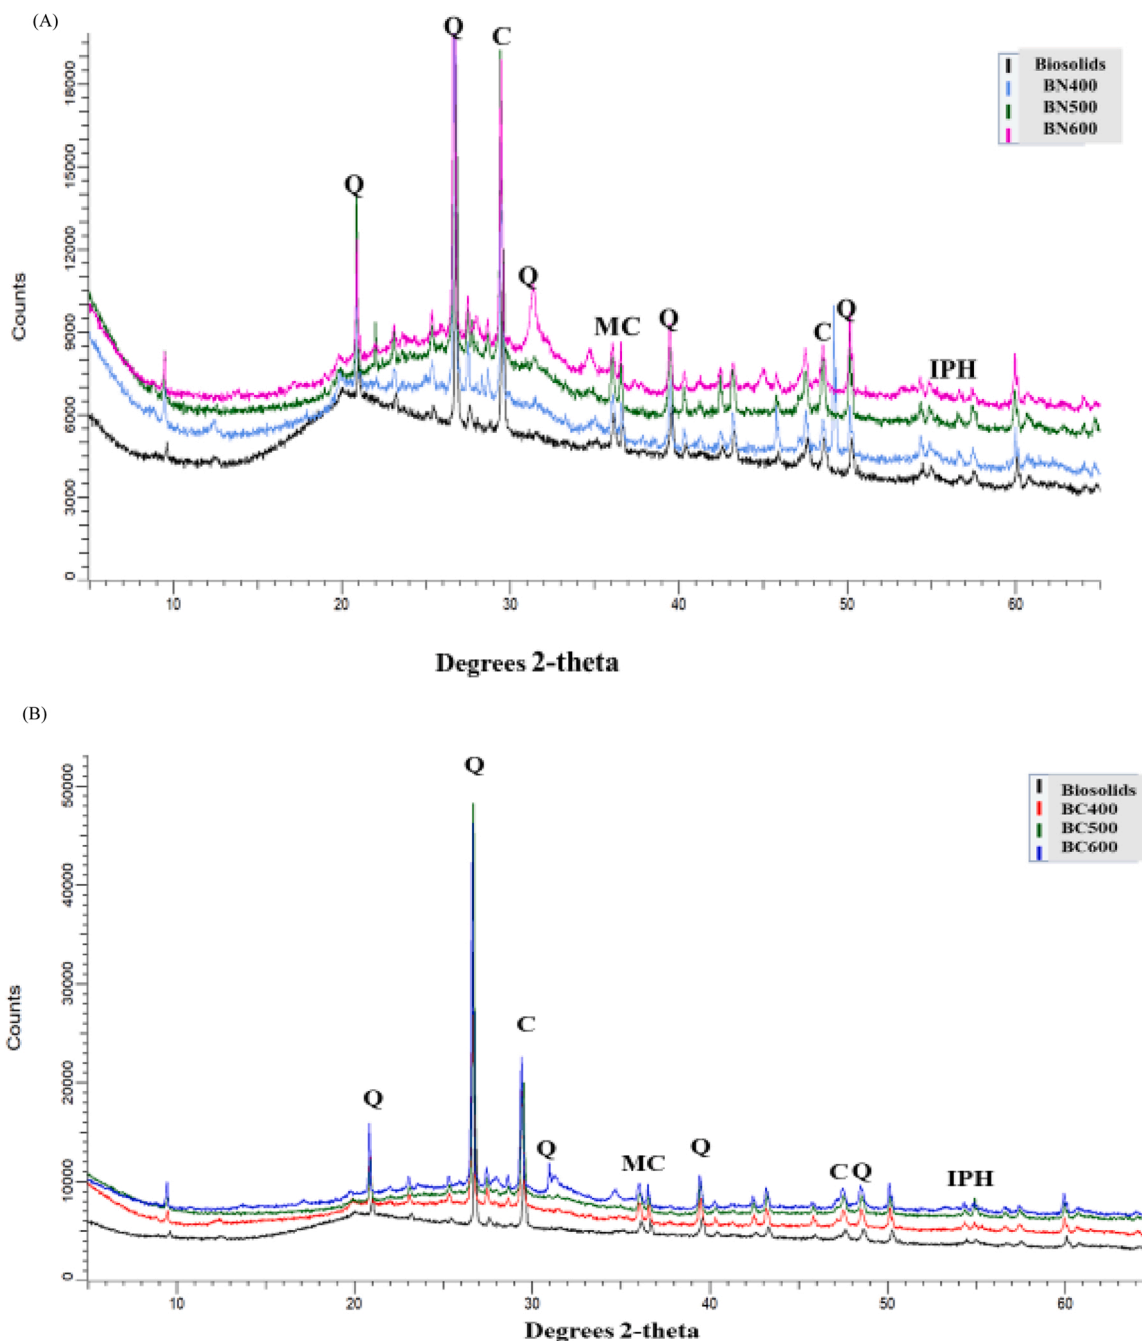 (A)
Q
C
Q
Q
MC
Q
C
Q
IPH
Biosolids
BN400
BN500
BN600
Counts
0
3000
6000
9000
12000
15000
18000
10
20
30
40
50
60
Degrees 2-theta
(B)
Q
C
Q
Q
MC
Q
C
Q
IPH
Biosolids
BC400
BC500
BC600
Counts
0
10000
20000
30000
40000
50000
10
20
30
40
50
60
Degrees 2-theta